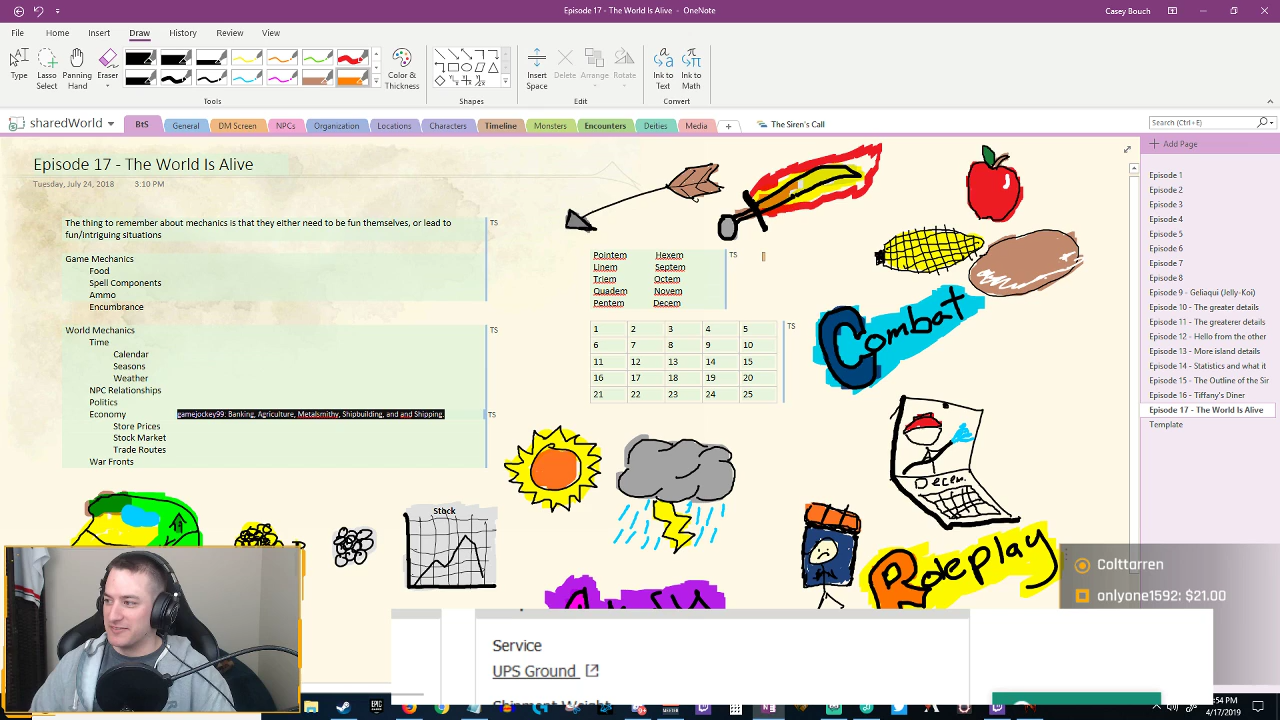 Episode 17 - The World Is Alive - OneNote
Casey Bouch
File Home Insert Draw History Review View
Type
Lasso Select
Panning Hand
Eraser
Color & Thickness
Insert Space
Delete
Arrange
Rotate
Ink to Text
Ink to Math
Tools
Shapes
Edit
Convert
sharedWorld
BtS General DM Screen NPCs Organization Locations Characters Timeline Monsters Encounters Deities Media + The Siren's Call
Search (Ctrl + E)
Add Page
Episode 1
Episode 2
Episode 3
Episode 4
Episode 5
Episode 6
Episode 7
Episode 8
Episode 9 - Geliaqui (Jelly-Koi)
Episode 10 - The greater details
Episode 11 - The greaterer details
Episode 12 - Hello from the other
Episode 13 - More island details
Episode 14 - Statistics and what it
Episode 15 - The Outline of the Sir
Episode 16 - Tiffany's Diner
Episode 17 - The World Is Alive
Template
Episode 17 - The World Is Alive
Tuesday, July 24, 2018 3:10 PM
The thing to remember about mechanics is that they either need to be fun themselves, or lead to
fun/intriguing situations
TS
Game Mechanics
Food
Spell Components
Ammo
Encumbrance
World Mechanics
TS
Time
Calendar
Seasons
Weather
NPC Relationships
Politics
Economy
gamejockey99. Banking, Agriculture, Metalsmithy, Shipbuilding, and and Shipping.
TS
Store Prices
Stock Market
Trade Routes
War Fronts
Pointem Hexem
Linem Septem
Triem Octem
Quadem Novem
Pentem Decem
TS
1 2 3 4 5
6 7 8 9 10
11 12 13 14 15
16 17 18 19 20
21 22 23 24 25
TS
Combat
Decem
Stock
Roleplay
Colttarren
onlyone1592: $21.00
Service
UPS Ground
Shipment Weight
:54 PM
4/17/2019